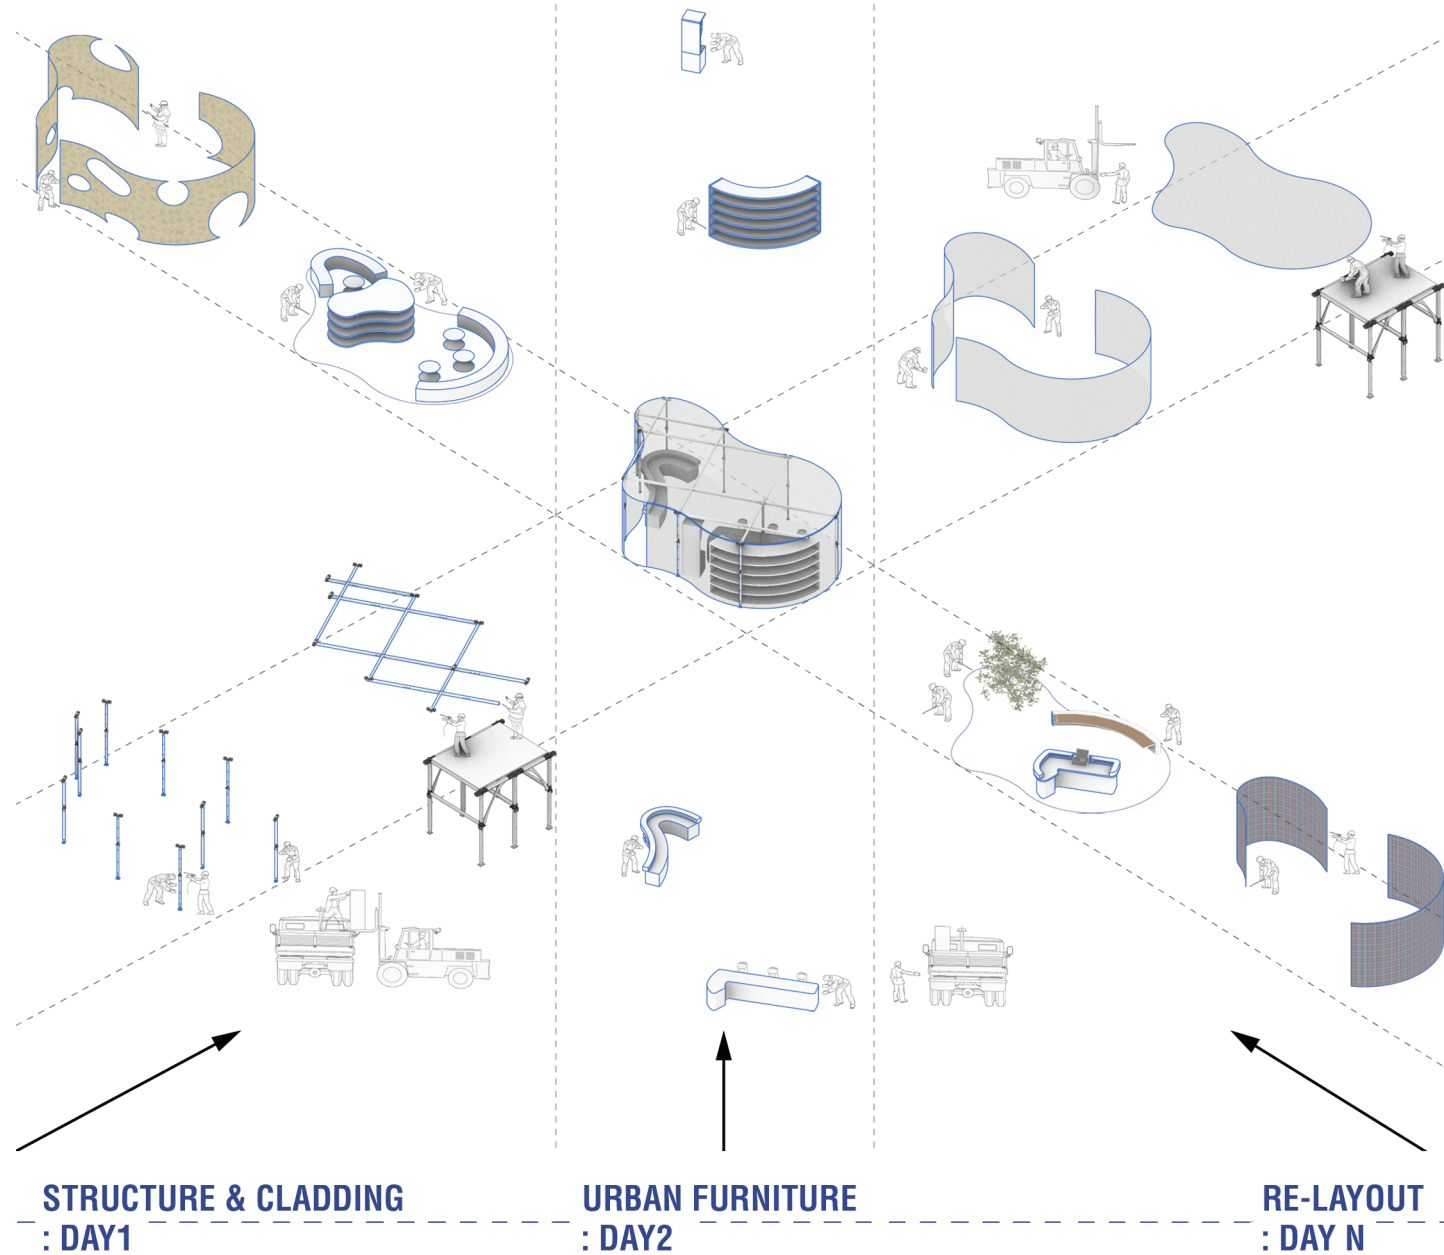 STRUCTURE & CLADDING
: DAY1
URBAN FURNITURE
: DAY2
RE-LAYOUT
: DAY N